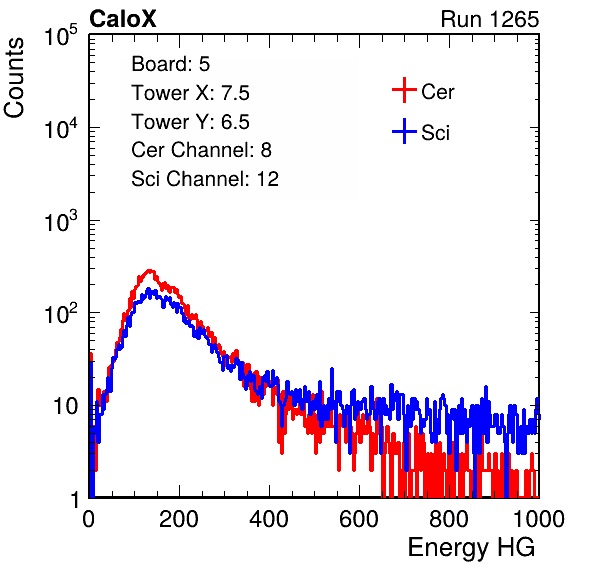 CaloX Run 1265
Counts
Board: 5
Tower X: 7.5
Tower Y: 6.5
Cer Channel: 8
Sci Channel: 12
Cer
Sci
10^5
10^4
10^3
10^2
10
1
0 200 400 600 800 1000
Energy HG